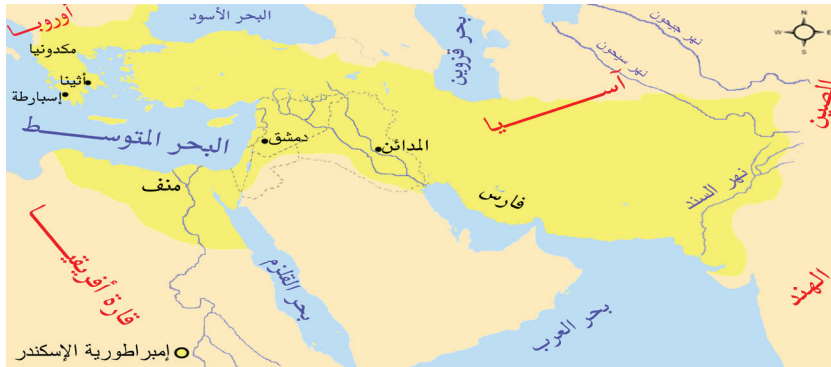 أوروبا
البحر الأسود
نهر جيحون
N
W
E
S
مكدونيا
بحر قزوين
نهر سيحون
أثينا
إسبارطة
آسيا
الصين
البحر المتوسط
دمشق
المدائن
منف
فارس
نهر السند
قارة أفريقيا
بحر القلزم
الهند
بحر العرب
إمبراطورية الإسكندر